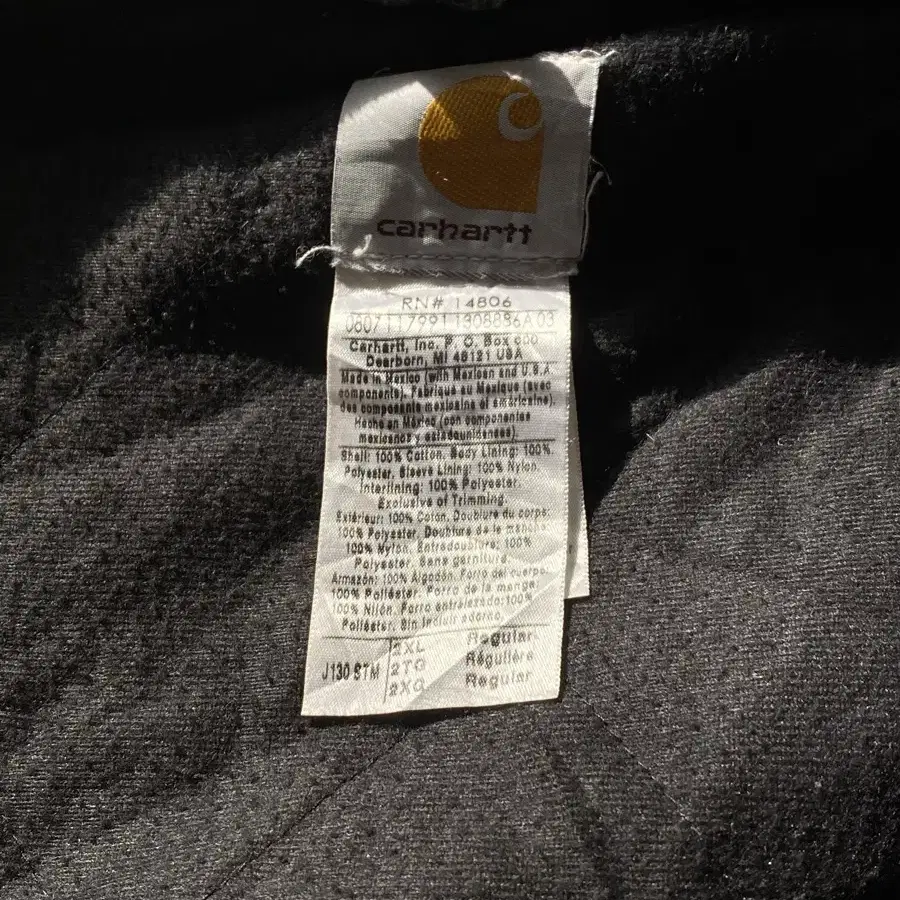 carhartt
RN# 14806
Carhartt, Inc. P. O. Box 600
Dearborn, MI 48121 USA
Made in Mexico (with Mexican and U.S.A
components). Fabriqué au Mexique (avec
des composants mexicains et américains).
Hecho en México (con componentes
mexicanos y estadounidenses)
Shell: 100% Cotton. Body Lining: 100%
Polyester. Sleeve Lining: 100% Nylon.
Interlining: 100% Polyester.
Exclusive of Trimming.
Extérieur: 100% Coton. Doublure du corps:
100% Polyester. Doublure de la manche:
100% Nylon. Entredoublure: 100%
Polyester. Sans garniture.
Armazón: 100% Algodón. Forro del cuerpo:
100% Poliéster. Forro de la manga:
100% Nilón. Forro entrelazado: 100%
Poliéster. Sin incluir adorno.
J130 STM
2XL Regular
2TG Régulière
2XG Regular